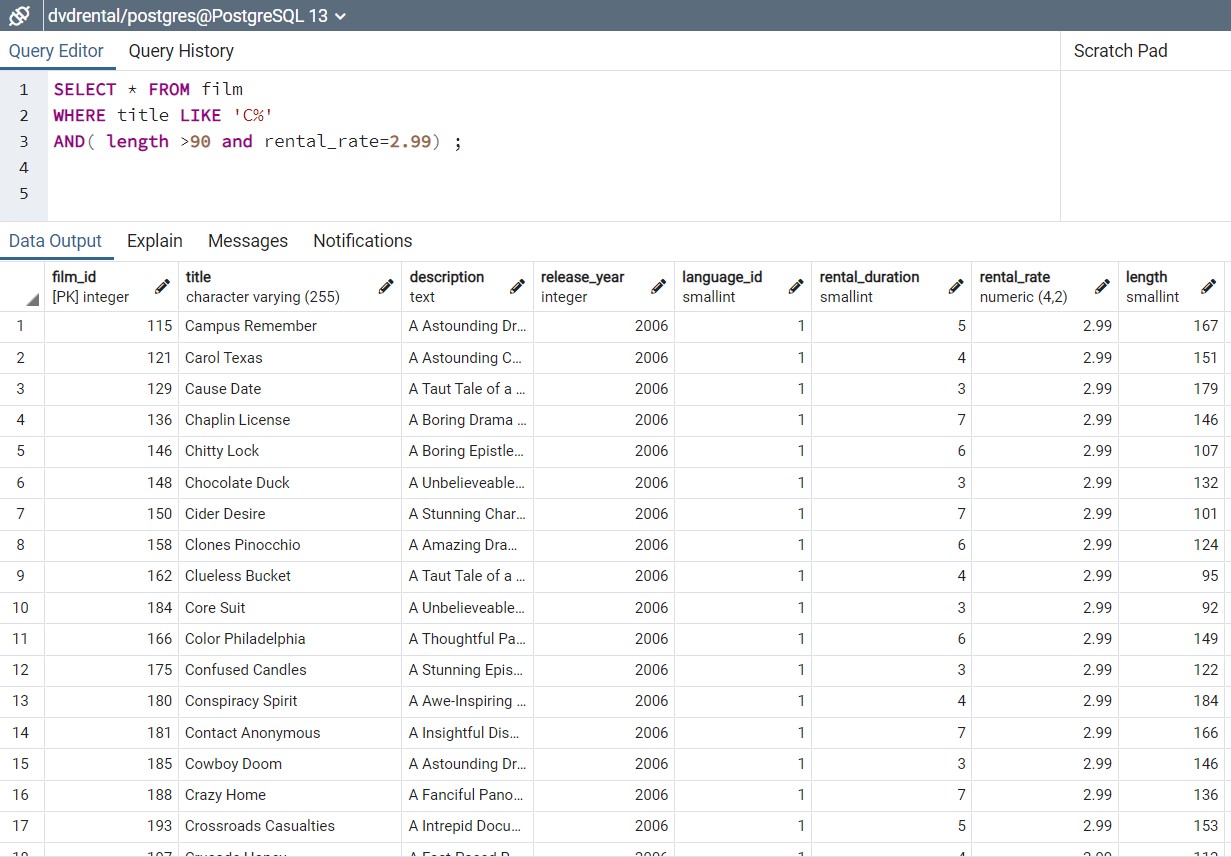 dvdrental/postgres@PostgreSQL 13
Query Editor Query History Scratch Pad
1 SELECT * FROM film
2 WHERE title LIKE 'C%'
3 AND( length >90 and rental_rate=2.99) ;
4
5
Data Output Explain Messages Notifications
film_id title description release_year language_id rental_duration rental_rate length
[PK] integer character varying (255) text integer smallint smallint numeric (4,2) smallint
1 115 Campus Remember A Astounding Dr... 2006 1 5 2.99 167
2 121 Carol Texas A Astounding C... 2006 1 4 2.99 151
3 129 Cause Date A Taut Tale of a ... 2006 1 3 2.99 179
4 136 Chaplin License A Boring Drama ... 2006 1 7 2.99 146
5 146 Chitty Lock A Boring Epistle... 2006 1 6 2.99 107
6 148 Chocolate Duck A Unbelieveable... 2006 1 3 2.99 132
7 150 Cider Desire A Stunning Char... 2006 1 7 2.99 101
8 158 Clones Pinocchio A Amazing Dra... 2006 1 6 2.99 124
9 162 Clueless Bucket A Taut Tale of a ... 2006 1 4 2.99 95
10 184 Core Suit A Unbelieveable... 2006 1 3 2.99 92
11 166 Color Philadelphia A Thoughtful Pa... 2006 1 6 2.99 149
12 175 Confused Candles A Stunning Epis... 2006 1 3 2.99 122
13 180 Conspiracy Spirit A Awe-Inspiring ... 2006 1 4 2.99 184
14 181 Contact Anonymous A Insightful Dis... 2006 1 7 2.99 166
15 185 Cowboy Doom A Astounding Dr... 2006 1 3 2.99 146
16 188 Crazy Home A Fanciful Pano... 2006 1 7 2.99 136
17 193 Crossroads Casualties A Intrepid Docu... 2006 1 5 2.99 153